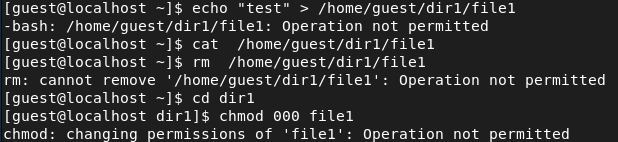 [guest@localhost ~]$ echo "test" > /home/guest/dir1/file1
-bash: /home/guest/dir1/file1: Operation not permitted
[guest@localhost ~]$ cat  /home/guest/dir1/file1
[guest@localhost ~]$ rm  /home/guest/dir1/file1
rm: cannot remove '/home/guest/dir1/file1': Operation not permitted
[guest@localhost ~]$ cd dir1
[guest@localhost dir1]$ chmod 000 file1
chmod: changing permissions of 'file1': Operation not permitted